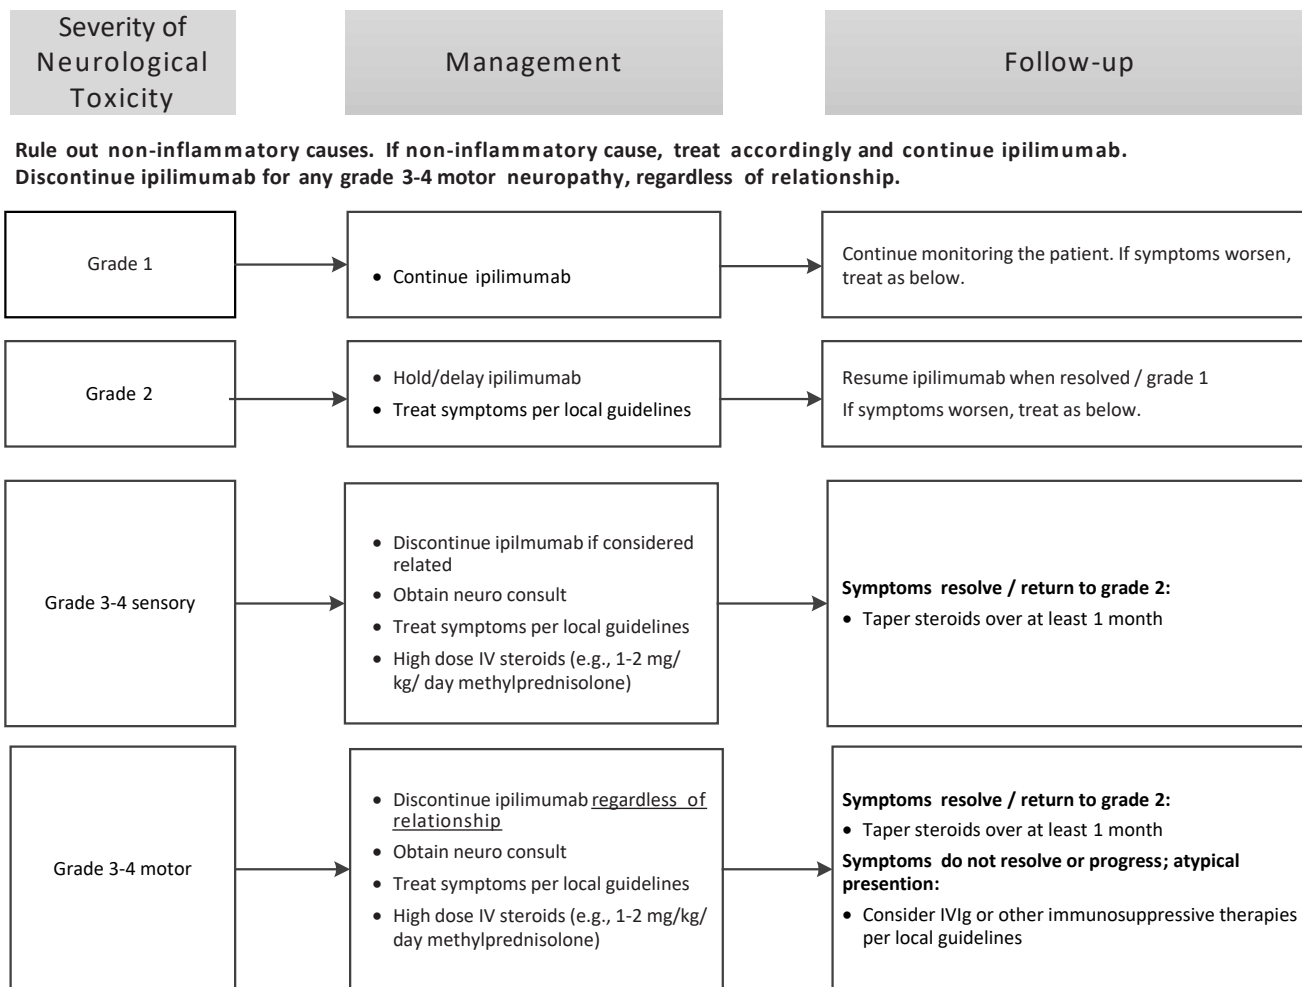 Severity of
Neurological
Toxicity
Management
Follow-up
Rule out non-inflammatory causes. If non-inflammatory cause, treat accordingly and continue ipilimumab.
Discontinue ipilimumab for any grade 3-4 motor neuropathy, regardless of relationship.
Grade 1
• Continue ipilimumab
Continue monitoring the patient. If symptoms worsen,
treat as below.
Grade 2
• Hold/delay ipilimumab
• Treat symptoms per local guidelines
Resume ipilimumab when resolved / grade 1
If symptoms worsen, treat as below.
Grade 3-4 sensory
• Discontinue ipilmumab if considered
related
• Obtain neuro consult
• Treat symptoms per local guidelines
• High dose IV steroids (e.g., 1-2 mg/
kg/ day methylprednisolone)
Symptoms resolve / return to grade 2:
• Taper steroids over at least 1 month
Grade 3-4 motor
• Discontinue ipilimumab regardless of
relationship
• Obtain neuro consult
• Treat symptoms per local guidelines
• High dose IV steroids (e.g., 1-2 mg/kg/
day methylprednisolone)
Symptoms resolve / return to grade 2:
• Taper steroids over at least 1 month
Symptoms do not resolve or progress; atypical
presention:
• Consider IVIg or other immunosuppressive therapies
per local guidelines